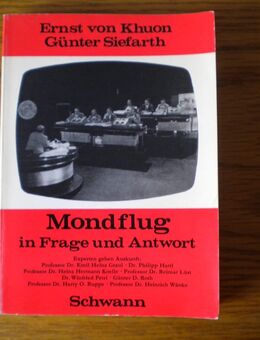 Ernst von Khuon
Günter Siefarth
Mondflug
in Frage und Antwort
Experten geben Auskunft:
Professor Dr. Emil Heinz Graul · Dr. Philipp Hartl
Professor Dr. Heinz Hermann Koelle · Professor Dr. Reimar Lüst
Dr. Winfried Petri · Günter D. Roth
Professor Dr. Harry O. Ruppe · Professor Dr. Heinrich Wänke
Schwann